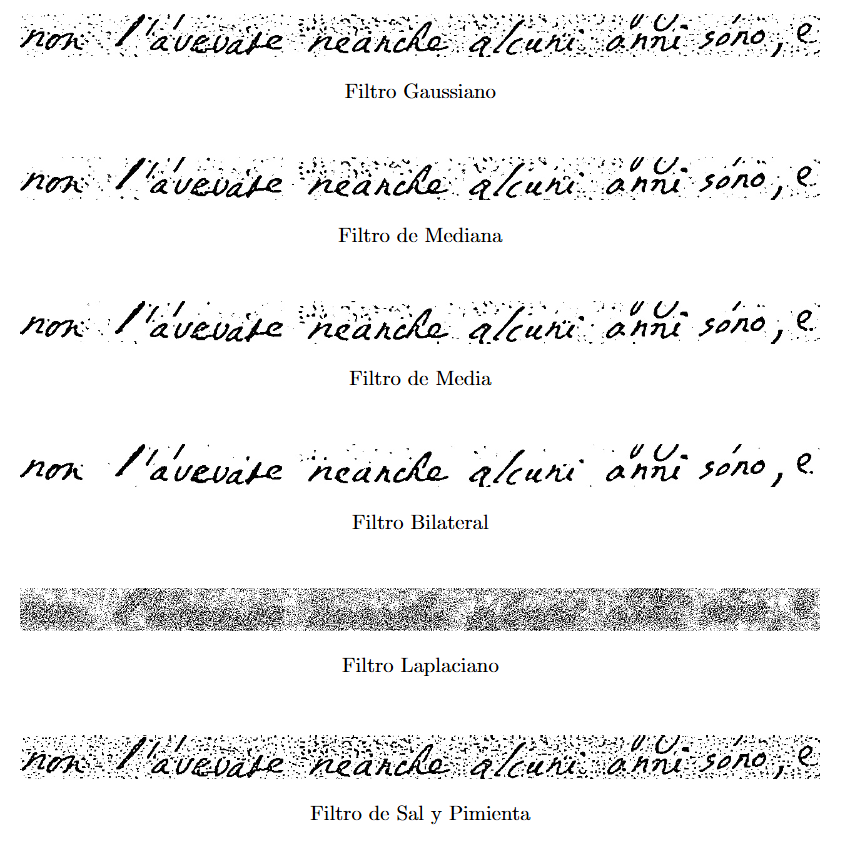 non l'avevate neanche alcuni anni sono, e
Filtro Gaussiano
non l'avevate neanche alcuni anni sono, e
Filtro de Mediana
non l'avevate neanche alcuni anni sono, e
Filtro de Media
non l'avevate neanche alcuni anni sono, e
Filtro Bilateral
Filtro Laplaciano
non l'avevate neanche alcuni anni sono, e
Filtro de Sal y Pimienta